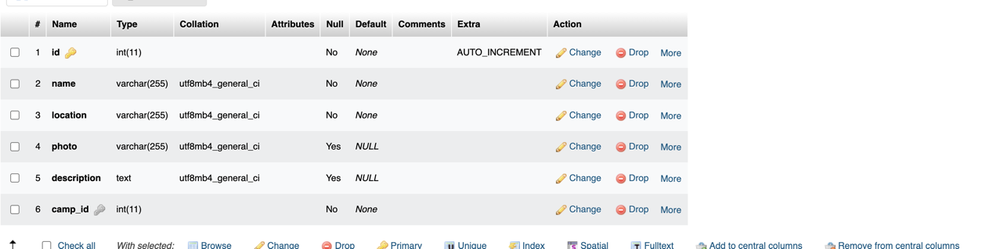 # Name Type Collation Attributes Null Default Comments Extra Action
1 id int(11) No None AUTO_INCREMENT Change Drop More
2 name varchar(255) utf8mb4_general_ci No None Change Drop More
3 location varchar(255) utf8mb4_general_ci No None Change Drop More
4 photo varchar(255) utf8mb4_general_ci Yes NULL Change Drop More
5 description text utf8mb4_general_ci Yes NULL Change Drop More
6 camp_id int(11) No None Change Drop More
Check all With selected: Browse Change Drop Primary Unique Index Spatial Fulltext Add to central columns Remove from central columns